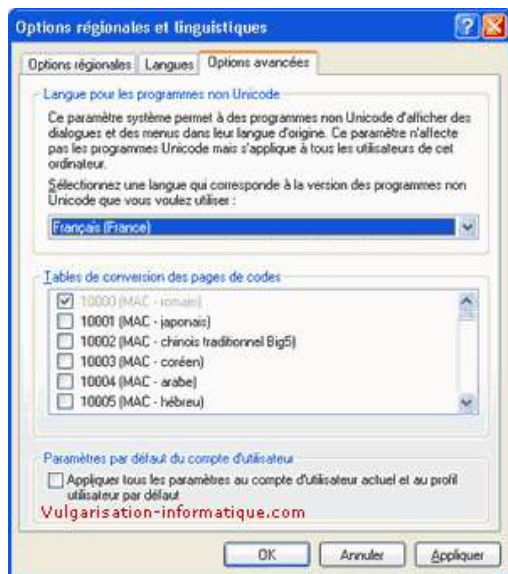 Options régionales et linguistiques
Options régionales
Langues
Options avancées
Langue pour les programmes non Unicode
Ce paramètre système permet à des programmes non Unicode d'afficher des
dialogues et des menus dans leur langue d'origine. Ce paramètre n'affecte
pas les programmes Unicode mais s'applique à tous les utilisateurs de cet
ordinateur.
Sélectionnez une langue qui corresponde à la version des programmes non
Unicode que vous voulez utiliser :
Français (France)
Tables de conversion des pages de codes
10000 (MAC - romain)
10001 (MAC - japonais)
10002 (MAC - chinois traditionnel Big5)
10003 (MAC - coréen)
10004 (MAC - arabe)
10005 (MAC - hébreu)
Paramètres par défaut du compte d'utilisateur
Appliquer tous les paramètres au compte d'utilisateur actuel et au profil
utilisateur par défaut
Vulgarisation-informatique.com
OK
Annuler
Appliquer